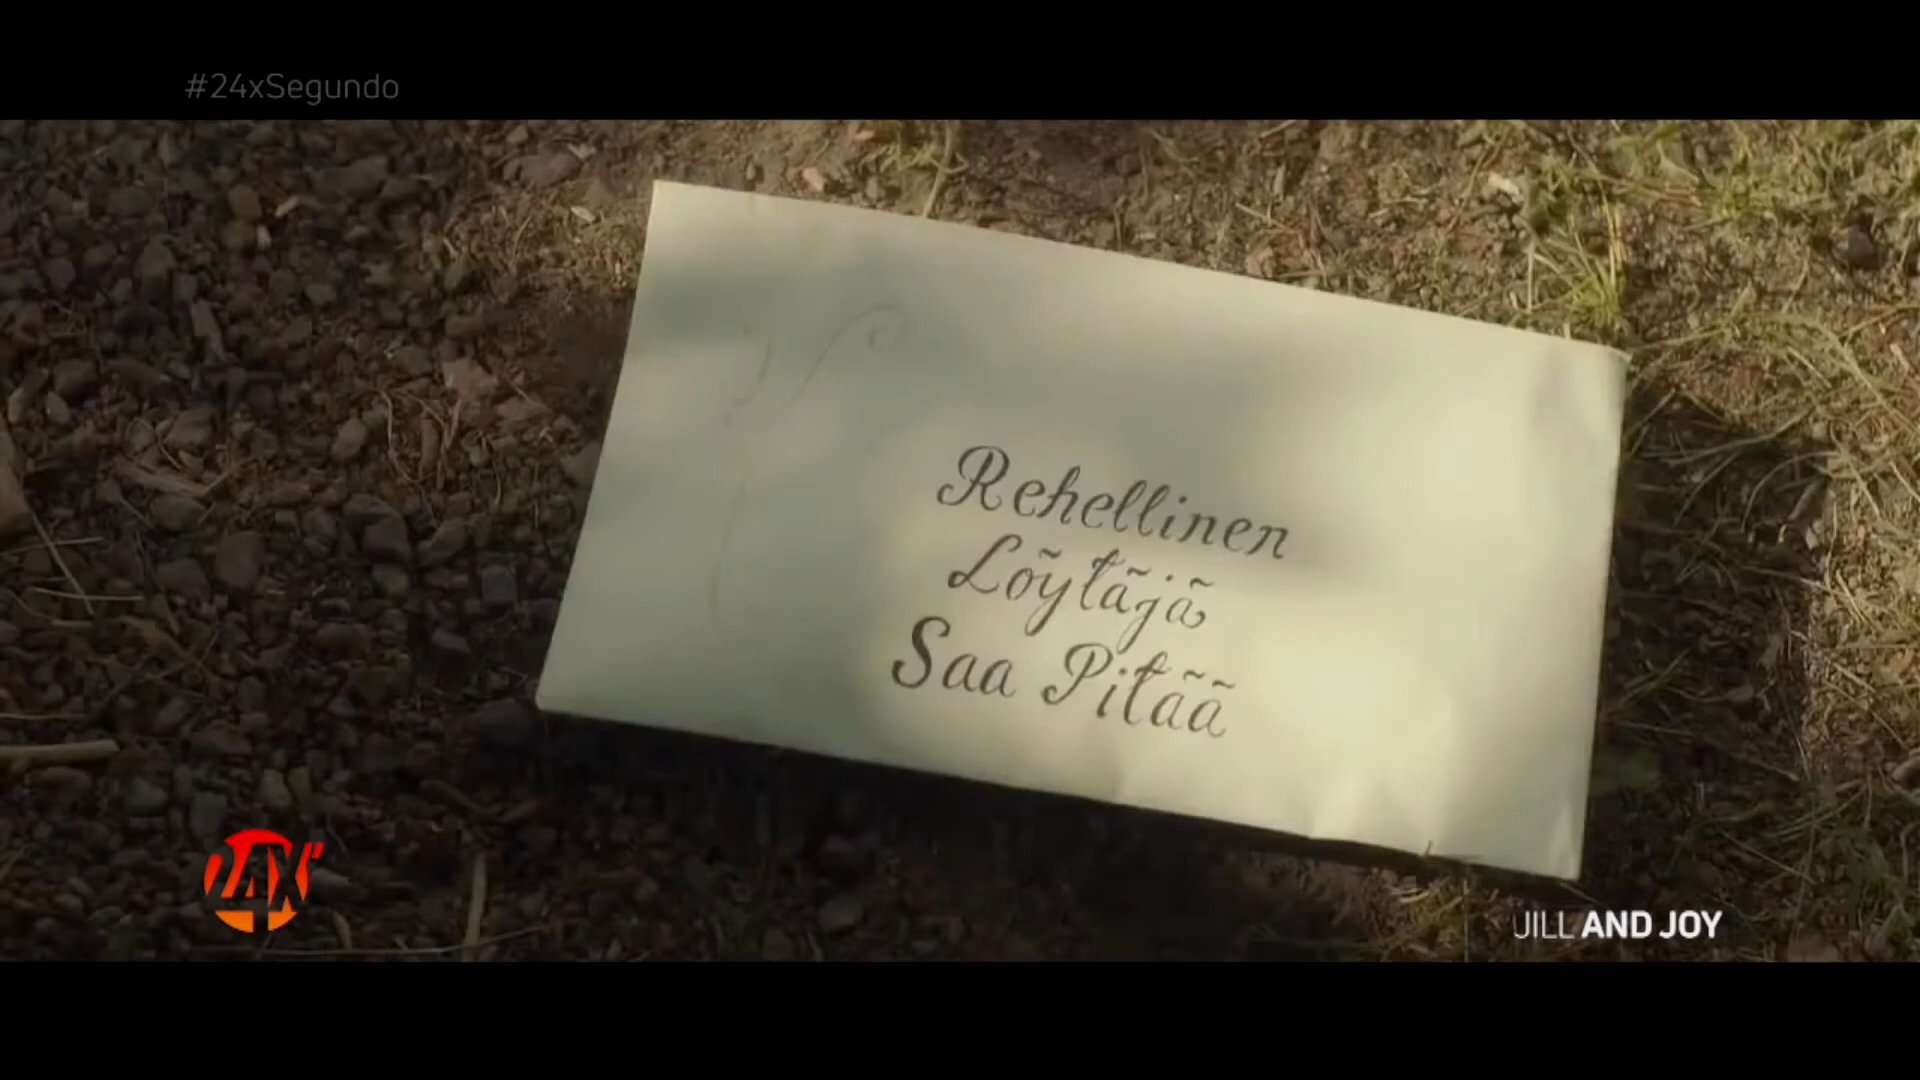 #24xSegundo
Rehellinen
Löytäjä
Saa Pitää
24X'
JILL AND JOY